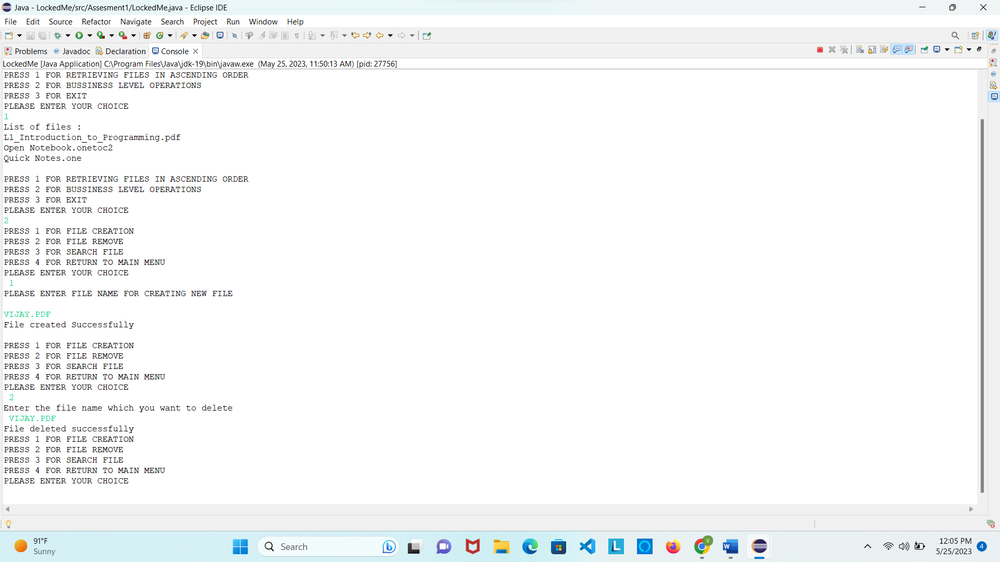 Java - LockedMe/src/Assesment1/LockedMe.java - Eclipse IDE
File Edit Source Refactor Navigate Search Project Run Window Help
Problems @ Javadoc Declaration Console
LockedMe [Java Application] C:\Program Files\Java\jdk-19\bin\javaw.exe (May 25, 2023, 11:50:13 AM) [pid: 27756]
PRESS 1 FOR RETRIEVING FILES IN ASCENDING ORDER
PRESS 2 FOR BUSSINESS LEVEL OPERATIONS
PRESS 3 FOR EXIT
PLEASE ENTER YOUR CHOICE
1
List of files :
L1_Introduction_to_Programming.pdf
Open Notebook.onetoc2
Quick Notes.one
PRESS 1 FOR RETRIEVING FILES IN ASCENDING ORDER
PRESS 2 FOR BUSSINESS LEVEL OPERATIONS
PRESS 3 FOR EXIT
PLEASE ENTER YOUR CHOICE
2
PRESS 1 FOR FILE CREATION
PRESS 2 FOR FILE REMOVE
PRESS 3 FOR SEARCH FILE
PRESS 4 FOR RETURN TO MAIN MENU
PLEASE ENTER YOUR CHOICE
1
PLEASE ENTER FILE NAME FOR CREATING NEW FILE
VIJAY.PDF
File created Successfully
PRESS 1 FOR FILE CREATION
PRESS 2 FOR FILE REMOVE
PRESS 3 FOR SEARCH FILE
PRESS 4 FOR RETURN TO MAIN MENU
PLEASE ENTER YOUR CHOICE
2
Enter the file name which you want to delete
VIJAY.PDF
File deleted successfully
PRESS 1 FOR FILE CREATION
PRESS 2 FOR FILE REMOVE
PRESS 3 FOR SEARCH FILE
PRESS 4 FOR RETURN TO MAIN MENU
PLEASE ENTER YOUR CHOICE
91°F
Sunny
Search
L
V
W
12:05 PM
5/25/2023
4